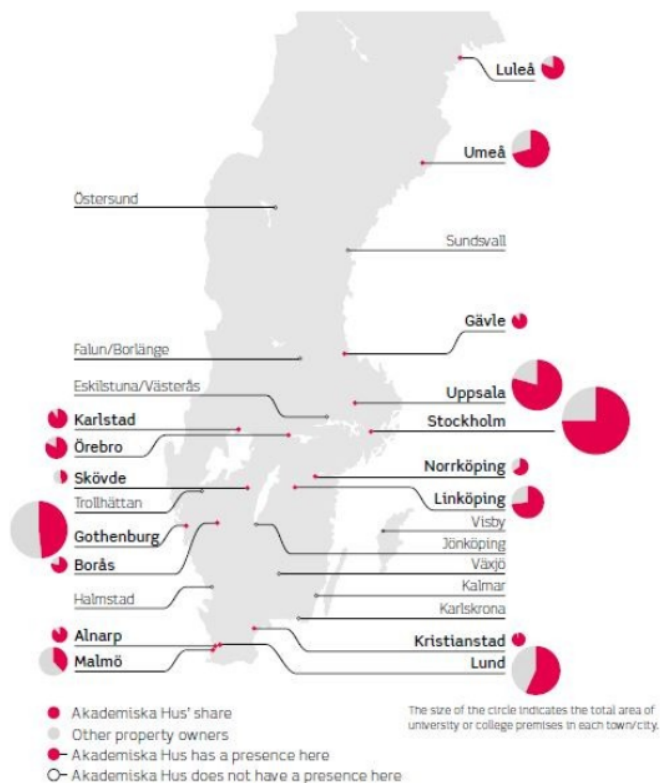 Luleå
Umeå
Östersund
Sundsvall
Gävle
Falun/Borlänge
Eskilstuna/Västerås
Uppsala
Karlstad
Stockholm
Örebro
Norrköping
Skövde
Linköping
Trollhättan
Visby
Gothenburg
Jönköping
Borås
Växjö
Halmstad
Kalmar
Karlskrona
Alnarp
Kristianstad
Malmö
Lund
Akademiska Hus' share
Other property owners
Akademiska Hus has a presence here
Akademiska Hus does not have a presence here
The size of the circle indicates the total area of
university or college premises in each town/city.